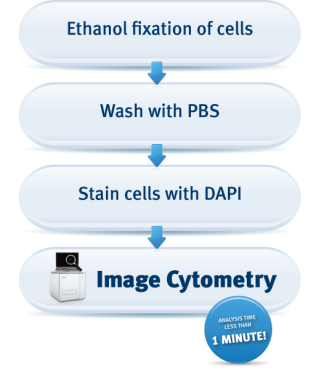 Ethanol fixation of cells
Wash with PBS
Stain cells with DAPI
Image Cytometry
ANALYSIS TIME
LESS THAN
1 MINUTE!